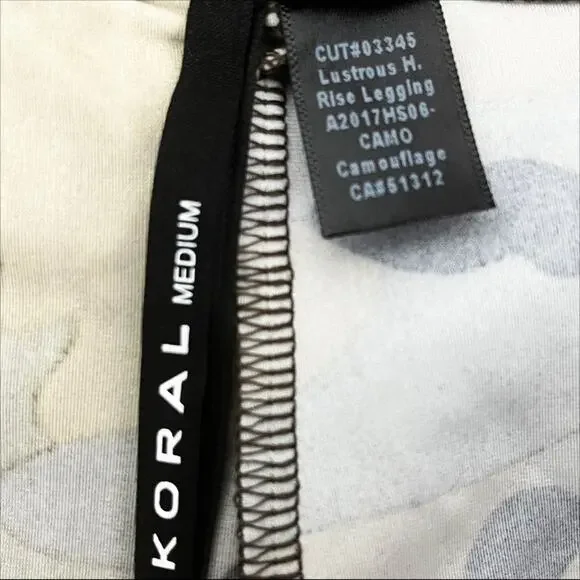 CUT#03345
Lustrous H.
Rise Legging
A2017HS06-
CAMO
Camouflage
CA#51312
KORAL MEDIUM